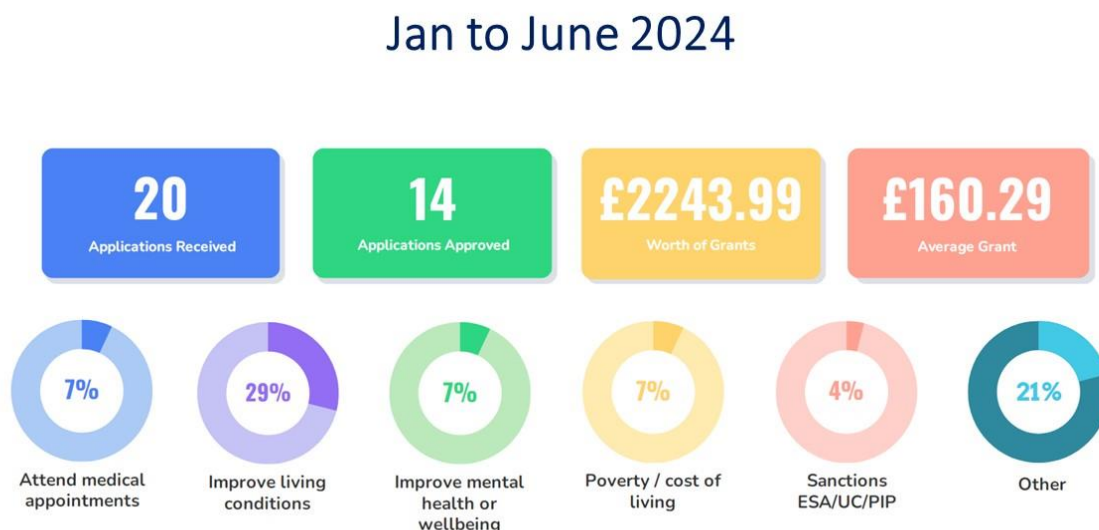 Jan to June 2024
20
Applications Received
14
Applications Approved
£2243.99
Worth of Grants
£160.29
Average Grant
7%
Attend medical
appointments
29%
Improve living
conditions
7%
Improve mental
health or
wellbeing
7%
Poverty / cost of
living
4%
Sanctions
ESA/UC/PIP
21%
Other